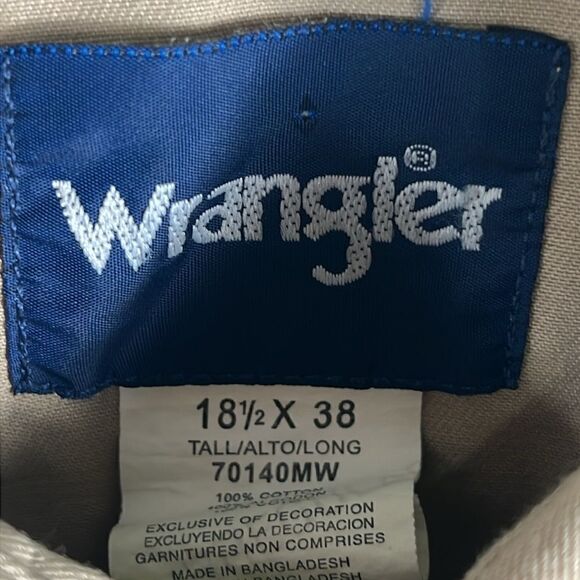 Wrangler®
18½ X 38
TALL/ALTO/LONG
70140MW
100% COTTON
EXCLUSIVE OF DECORATION
EXCLUYENDO LA DECORACION
GARNITURES NON COMPRISES
MADE IN BANGLADESH